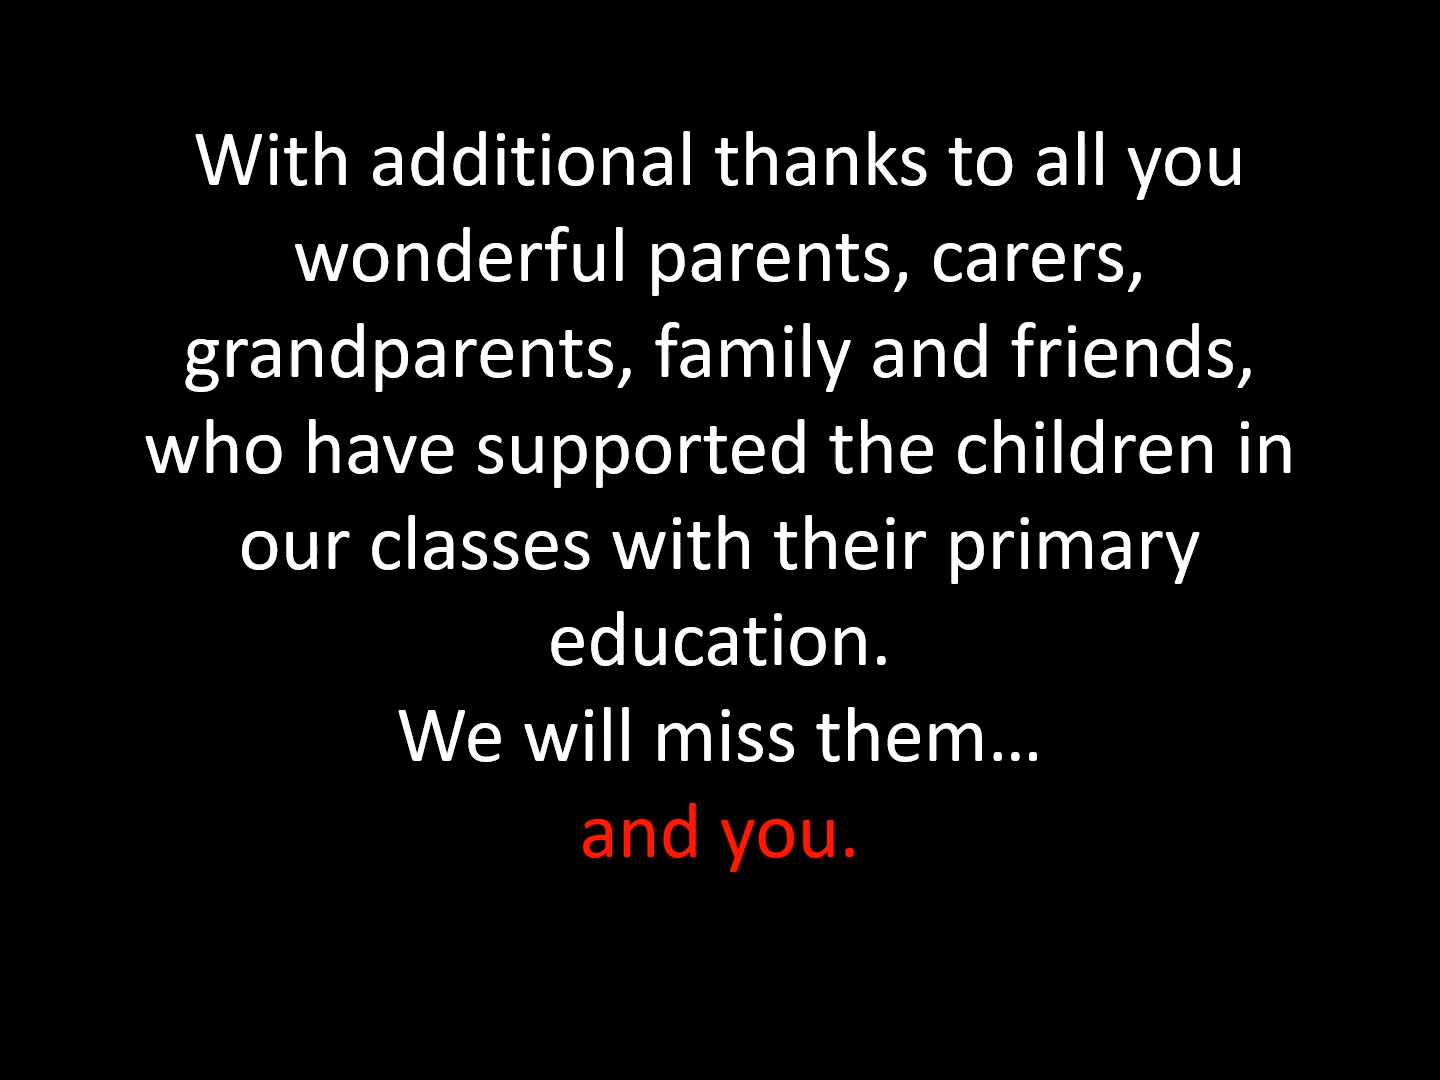 With additional thanks to all you
wonderful parents, carers,
grandparents, family and friends,
who have supported the children in
our classes with their primary
education.
We will miss them…
and you.